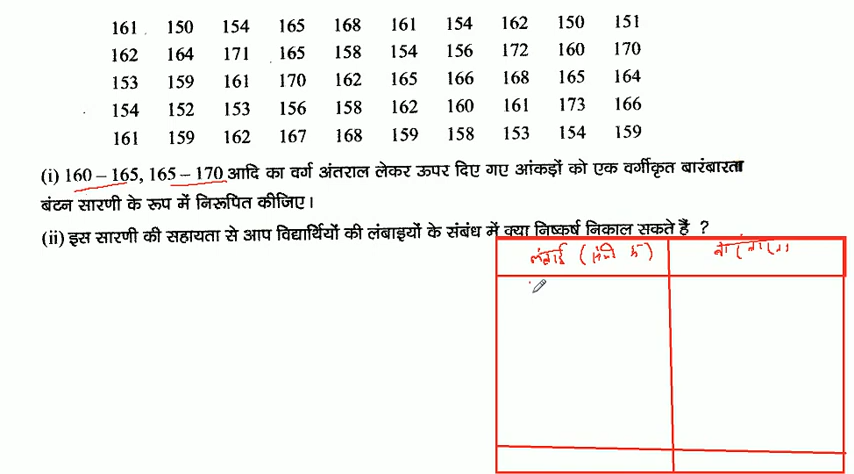 161 150 154 165 168 161 154 162 150 151
162 164 171 165 158 154 156 172 160 170
153 159 161 170 162 165 166 168 165 164
154 152 153 156 158 162 160 161 173 166
161 159 162 167 168 159 158 153 154 159
(i) 160 – 165, 165 – 170 आदि का वर्ग अंतराल लेकर ऊपर दिए गए आंकड़ों को एक वर्गीकृत बारंबारता
बंटन सारणी के रूप में निरूपित कीजिए।
(ii) इस सारणी की सहायता से आप विद्यार्थियों की लंबाइयों के संबंध में क्या निष्कर्ष निकाल सकते हैं ?
लंबाई